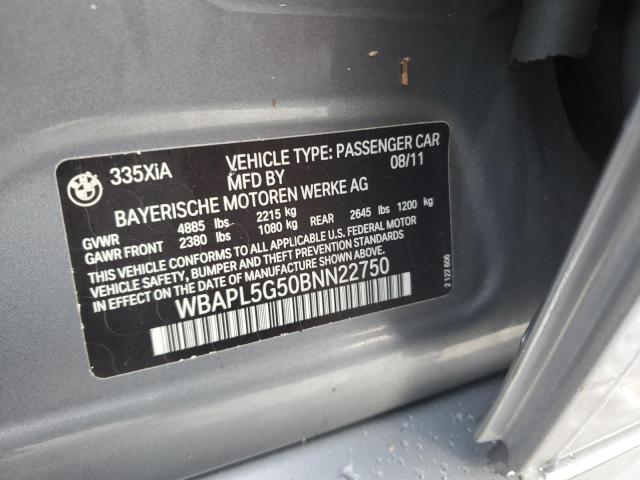 335XiA VEHICLE TYPE: PASSENGER CAR
MFD BY 08/11
BAYERISCHE MOTOREN WERKE AG
GVWR 4885 lbs 2215 kg
GAWR FRONT 2380 lbs 1080 kg REAR 2645 lbs 1200 kg
THIS VEHICLE CONFORMS TO ALL APPLICABLE U.S. FEDERAL MOTOR
VEHICLE SAFETY, BUMPER AND THEFT PREVENTION STANDARDS
IN EFFECT ON THE DATE OF MANUFACTURE SHOWN ABOVE.
WBAPL5G50BNN22750
2 122 606